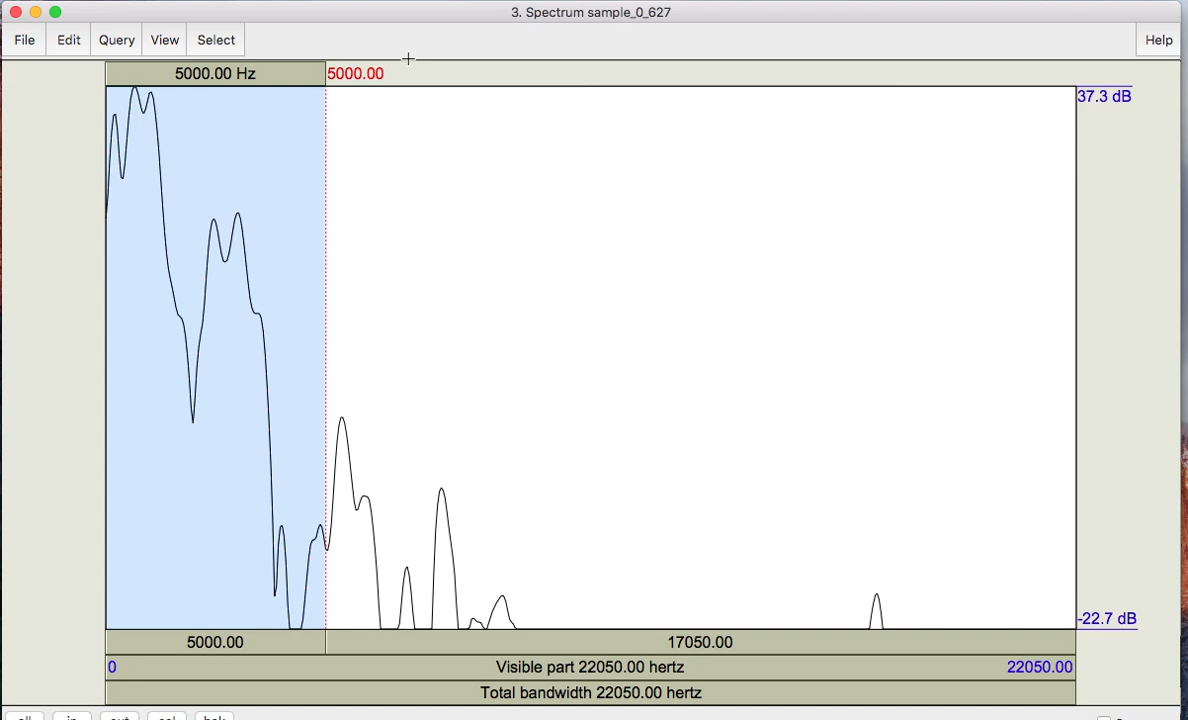 3. Spectrum sample_0_627
File Edit Query View Select Help
5000.00 Hz 5000.00
37.3 dB
-22.7 dB
5000.00 17050.00
0 Visible part 22050.00 hertz 22050.00
Total bandwidth 22050.00 hertz